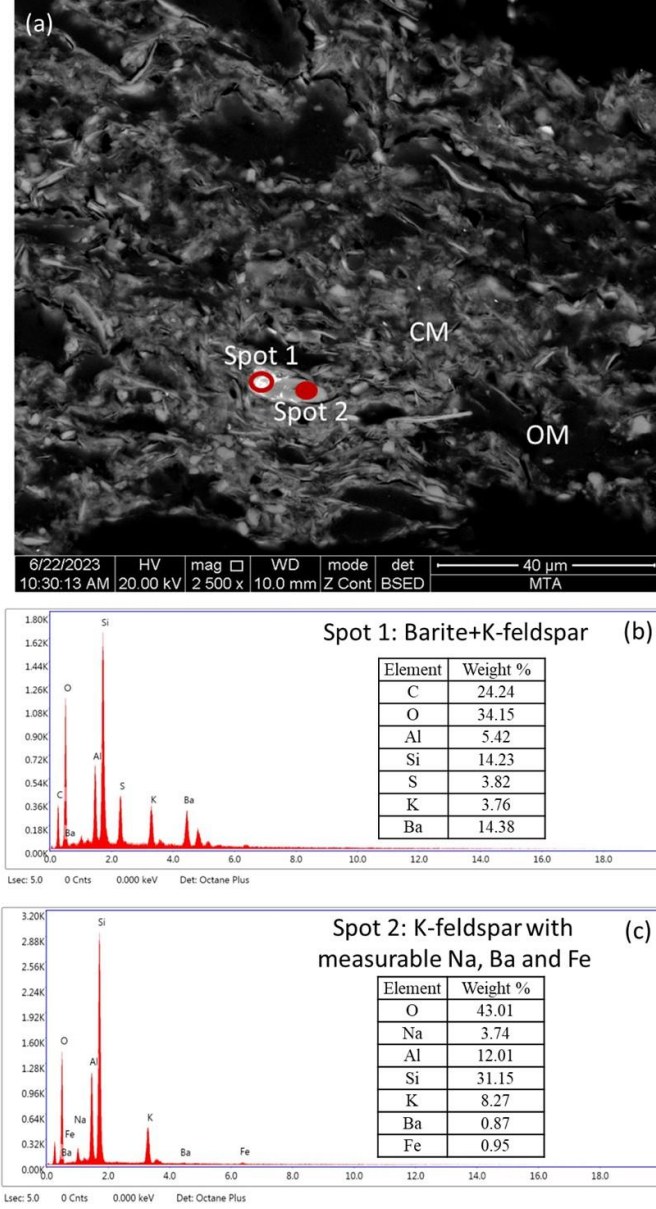 (a)
CM
Spot 1
Spot 2
OM
6/22/2023 HV mag □ WD mode det 40 µm
10:30:13 AM 20.00 kV 2 500 x 10.0 mm Z Cont BSED MTA
Spot 1: Barite+K-feldspar (b)
Element Weight %
C 24.24
O 34.15
Al 5.42
Si 14.23
S 3.82
K 3.76
Ba 14.38
1.80K
1.62K
1.44K
1.26K
1.08K
0.90K
0.72K
0.54K
0.36K
0.18K
0.00K
Si
O
Al
C
S
K
Ba
Ba
0.0 2.0 4.0 6.0 8.0 10.0 12.0 14.0 16.0 18.0
Lsec: 5.0 0 Cnts 0.000 keV Det: Octane Plus
Spot 2: K-feldspar with (c)
measurable Na, Ba and Fe
Element Weight %
O 43.01
Na 3.74
Al 12.01
Si 31.15
K 8.27
Ba 0.87
Fe 0.95
3.20K
2.88K
2.56K
2.24K
1.92K
1.60K
1.28K
0.96K
0.64K
0.32K
0.00K
Si
O
Al
Na
K
Fe
Ba
Ba
Fe
0.0 2.0 4.0 6.0 8.0 10.0 12.0 14.0 16.0 18.0
Lsec: 5.0 0 Cnts 0.000 keV Det: Octane Plus